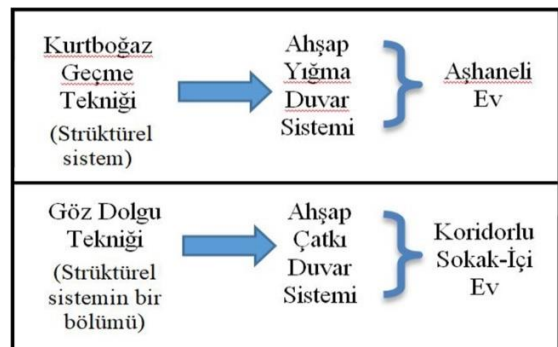 Kurtboğaz
Geçme
Tekniği
(Strüktürel
sistem)
Ahşap
Yığma
Duvar
Sistemi
Aşhaneli
Ev
Göz Dolgu
Tekniği
(Strüktürel
sistemin bir
bölümü)
Ahşap
Çatkı
Duvar
Sistemi
Koridorlu
Sokak-İçi
Ev